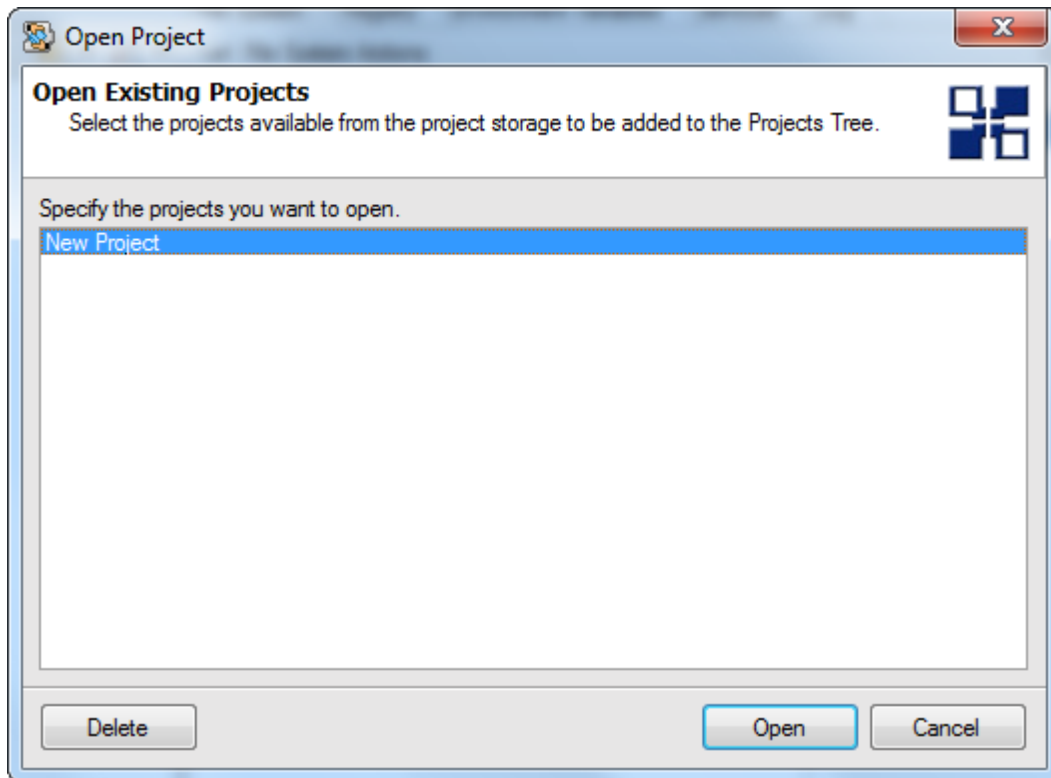 Open Project
Open Existing Projects
Select the projects available from the project storage to be added to the Projects Tree.
Specify the projects you want to open.
New Project
Delete
Open
Cancel